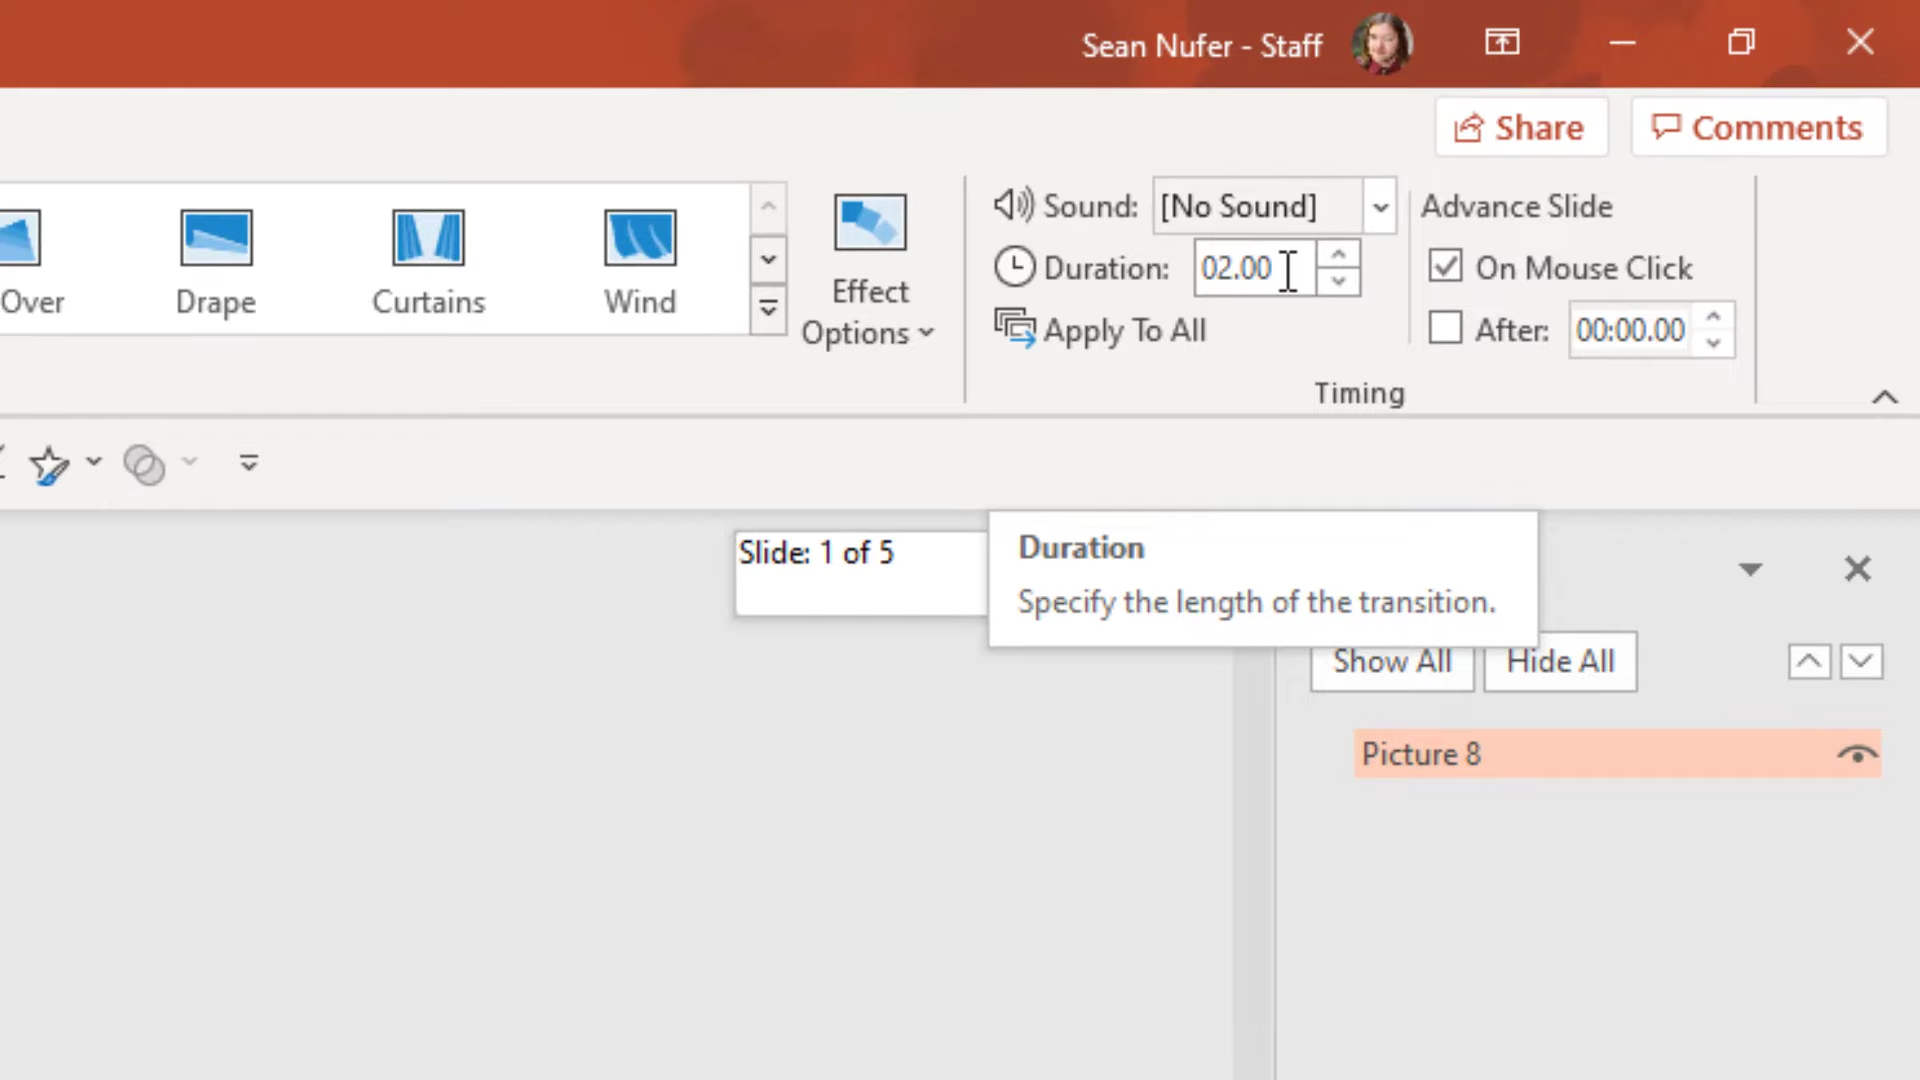 Sean Nufer - Staff
Share
Comments
Over
Drape
Curtains
Wind
Effect
Options
Sound: [No Sound]
Duration: 02.00
Apply To All
Advance Slide
On Mouse Click
After: 00:00.00
Timing
Slide: 1 of 5
Duration
Specify the length of the transition.
Show All
Hide All
Picture 8